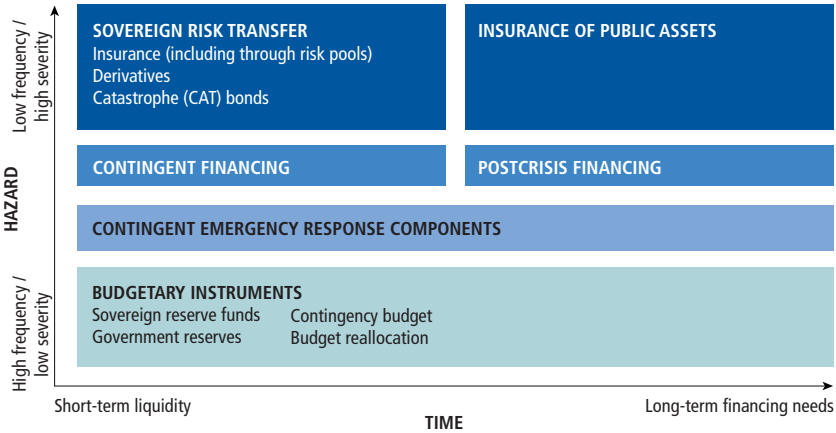 Low frequency /
high severity
HAZARD
High frequency /
low severity
SOVEREIGN RISK TRANSFER
Insurance (including through risk pools)
Derivatives
Catastrophe (CAT) bonds
INSURANCE OF PUBLIC ASSETS
CONTINGENT FINANCING
POSTCRISIS FINANCING
CONTINGENT EMERGENCY RESPONSE COMPONENTS
BUDGETARY INSTRUMENTS
Sovereign reserve funds
Government reserves
Contingency budget
Budget reallocation
Short-term liquidity
TIME
Long-term financing needs